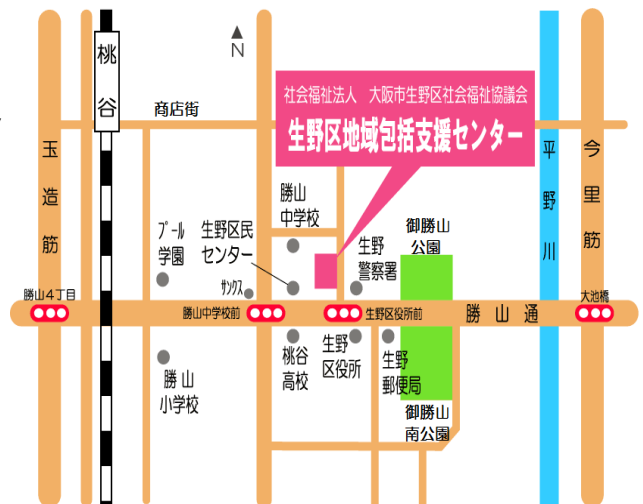 桃谷
N
社会福祉法人 大阪市生野区社会福祉協議会
生野区地域包括支援センター
商店街
玉造筋
平野川
今里筋
勝山
中学校
プール
学園
生野区民
センター
生野
警察署
御勝山
公園
サンクス
勝山4丁目
勝山中学校前
生野区役所前
勝山通
大池橋
勝山
小学校
桃谷
高校
生野
区役所
生野
郵便局
御勝山
南公園